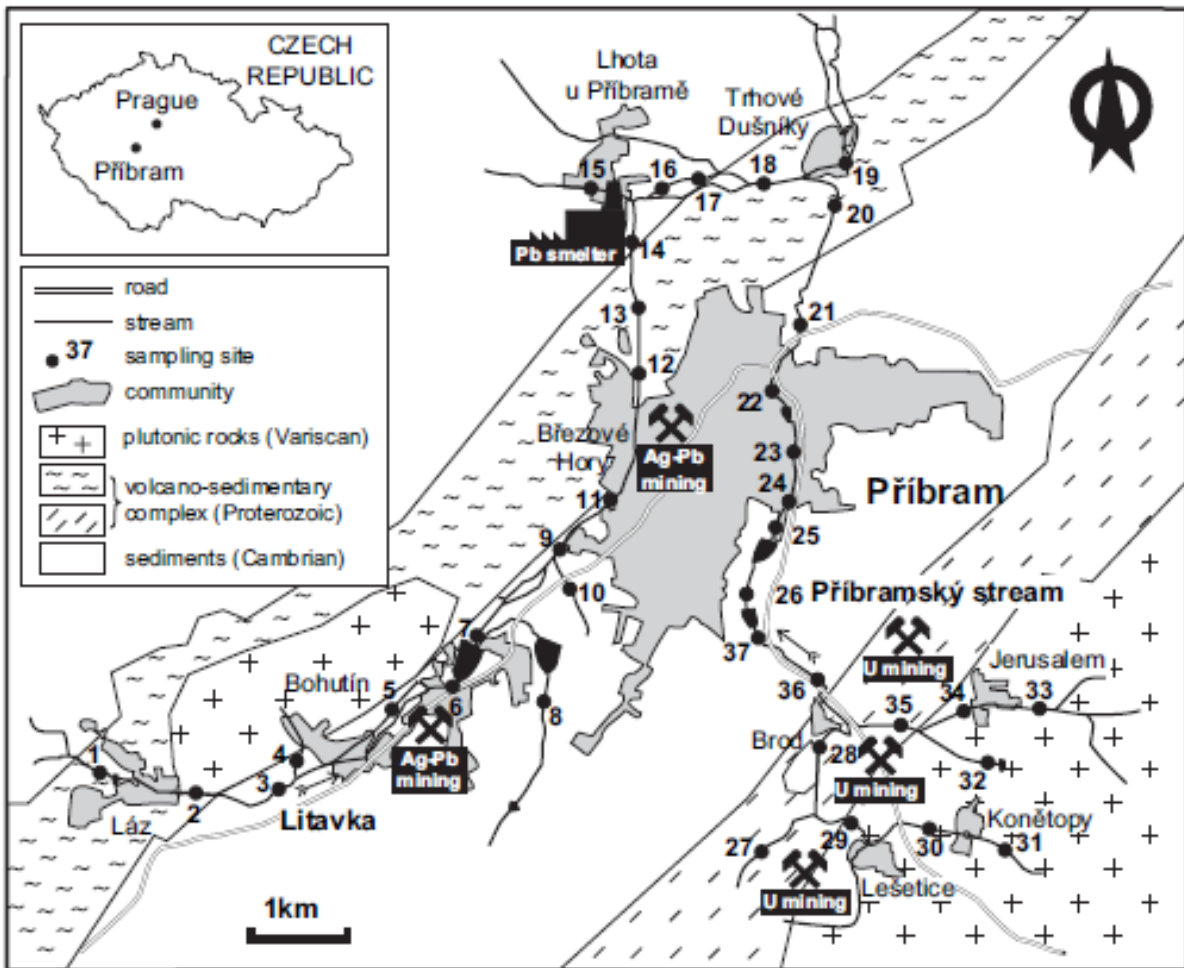 CZECH
REPUBLIC
Prague
Příbram
road
stream
37
sampling site
community
plutonic rocks (Variscan)
volcano-sedimentary
complex (Proterozoic)
sediments (Cambrian)
Lhota
u Příbramě
Trhové
Dušníky
15
16
17
18
19
20
Pb smelter
14
13
12
21
22
Březové
Hory
Ag-Pb
mining
23
24
11
Příbram
25
9
10
26
Příbramský stream
7
37
U mining
Jerusalem
Bohutín
5
6
8
36
35
34
33
Ag-Pb
mining
Brod
28
U mining
32
1
2
3
4
Láz
Litavka
27
29
30
Konětopy
31
U mining
Lešetice
1km